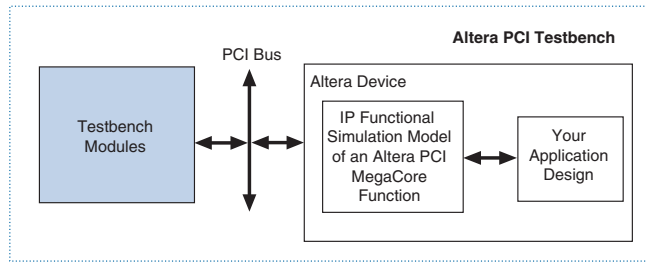 Altera PCI Testbench
PCI Bus
Testbench
Modules
Altera Device
IP Functional
Simulation Model
of an Altera PCI
MegaCore
Function
Your
Application
Design